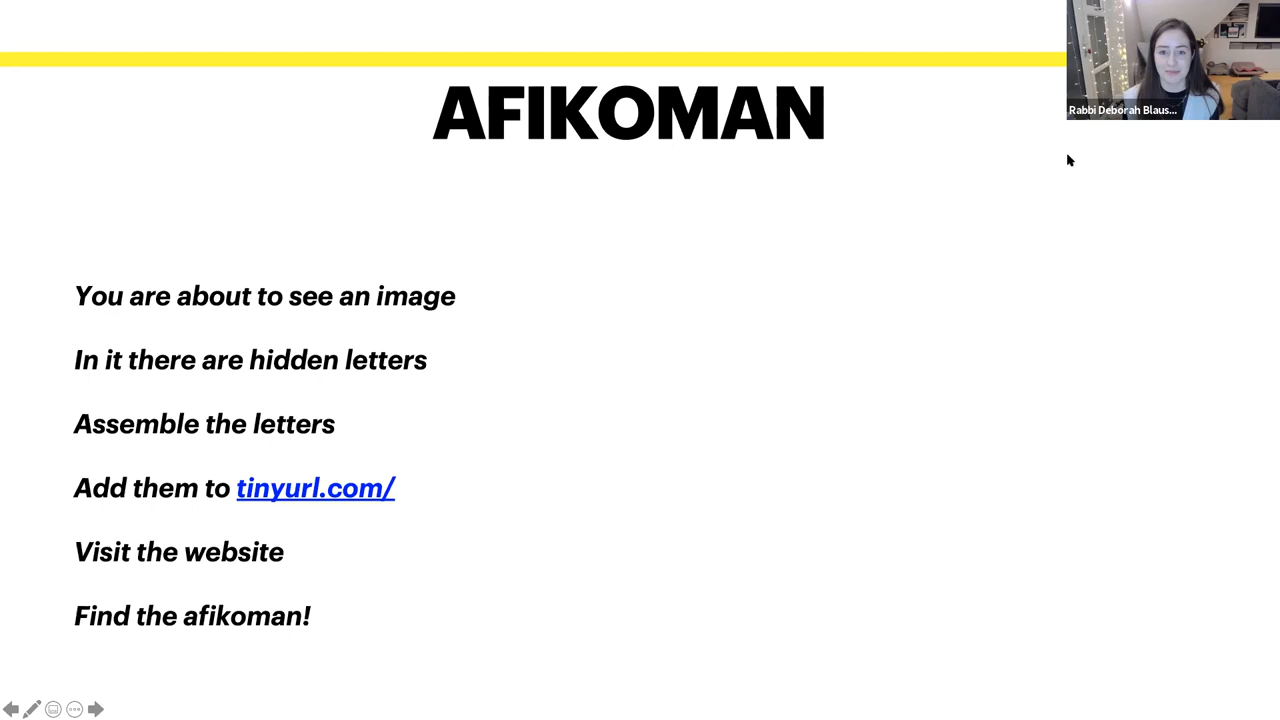 Rabbi Deborah Blaus...
AFIKOMAN
You are about to see an image
In it there are hidden letters
Assemble the letters
Add them to tinyurl.com/
Visit the website
Find the afikoman!